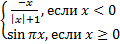 { -x / (|x|+1), если x < 0
sin πx, если x ≥ 0